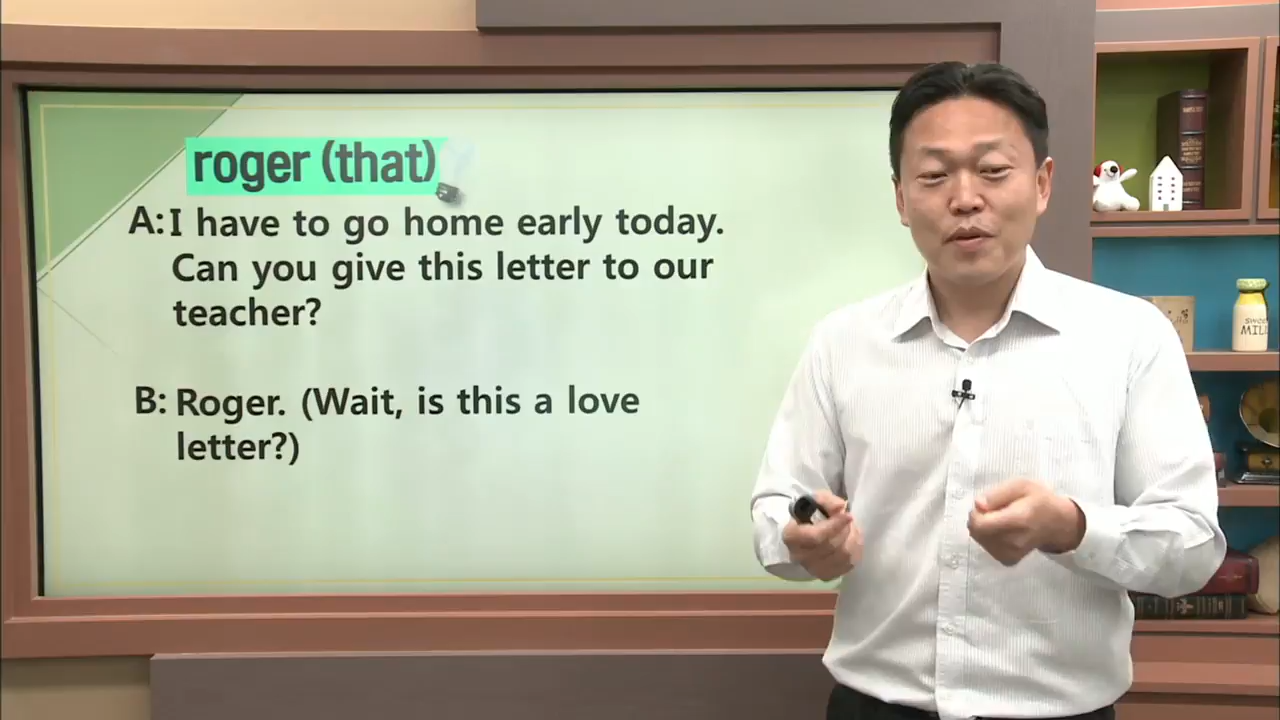 roger (that)
A: I have to go home early today.
Can you give this letter to our
teacher?
B: Roger. (Wait, is this a love
letter?)
MIL